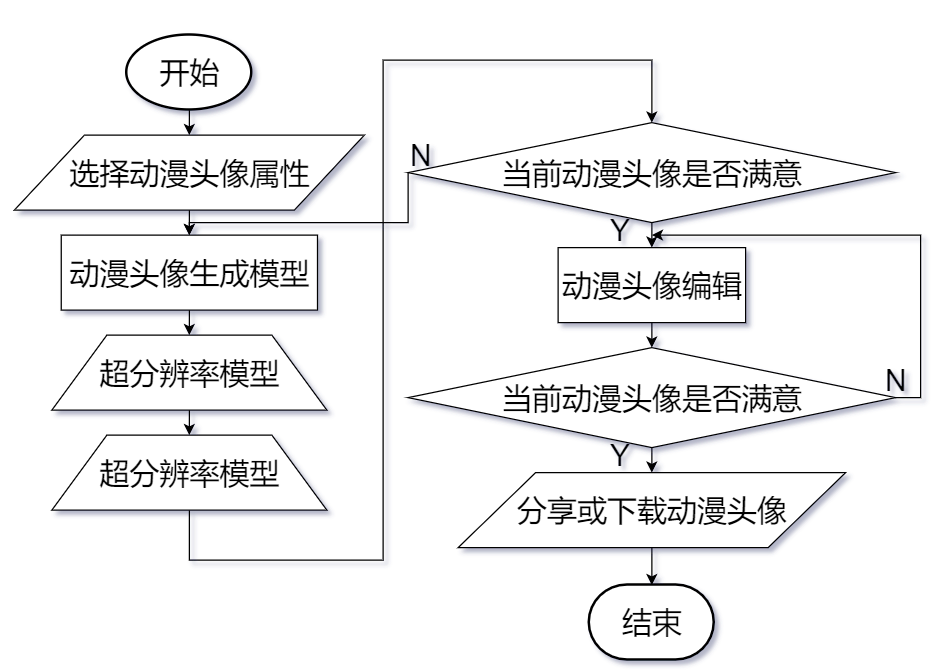 开始
选择动漫头像属性
动漫头像生成模型
超分辨率模型
超分辨率模型
N
当前动漫头像是否满意
Y
动漫头像编辑
当前动漫头像是否满意
N
Y
分享或下载动漫头像
结束